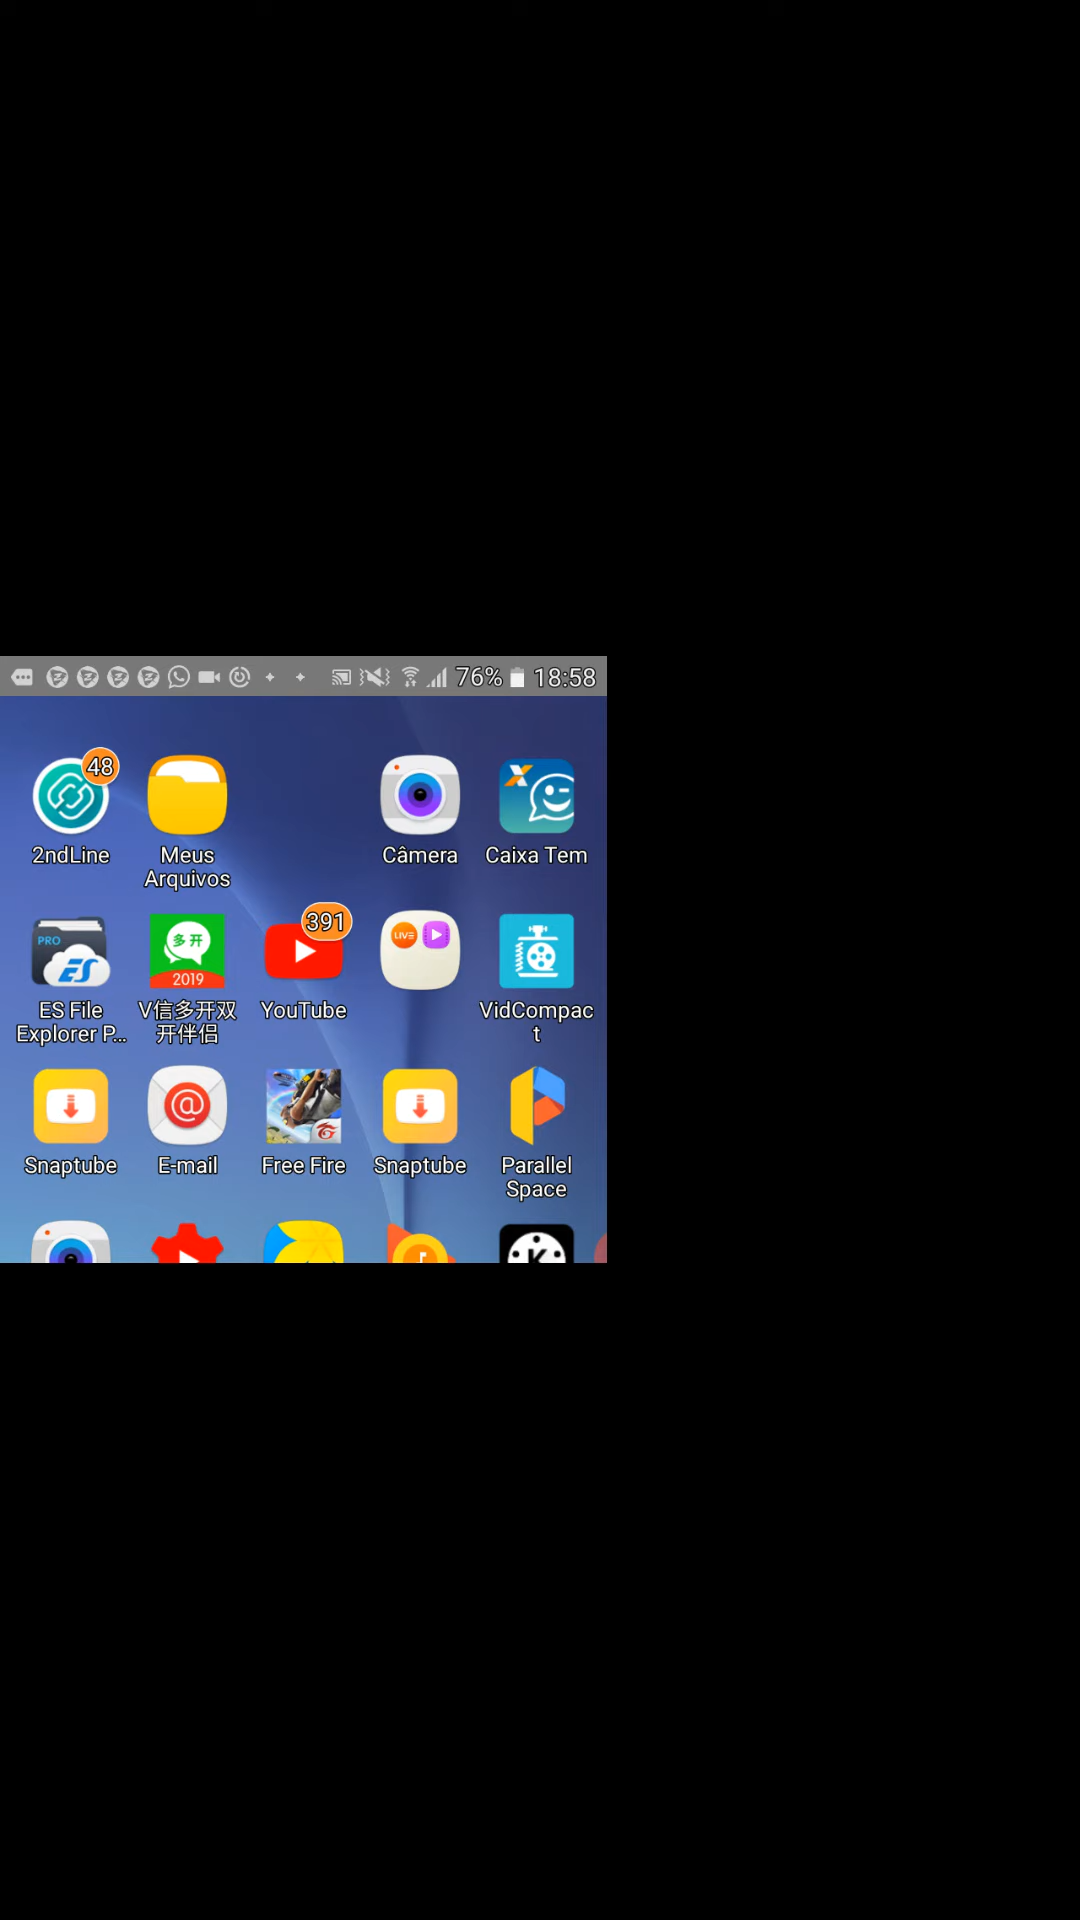 76% 18:58
48
2ndLine
Meus
Arquivos
Câmera
Caixa Tem
PRO
ES
多开
2019
391
LIVE
ES File
Explorer P...
V信多开双
开伴侣
YouTube
VidCompac
t
@
Snaptube
E-mail
Free Fire
Snaptube
Parallel
Space
K